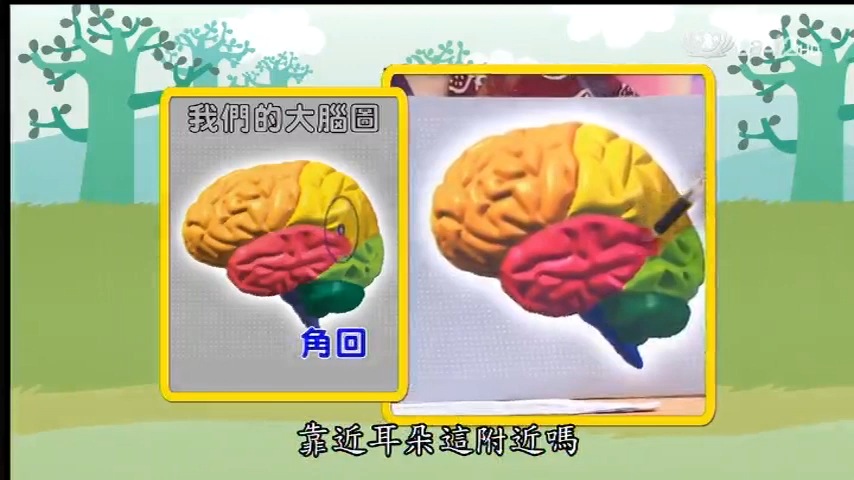 我們的大腦圖
角回
靠近耳朵這附近嗎